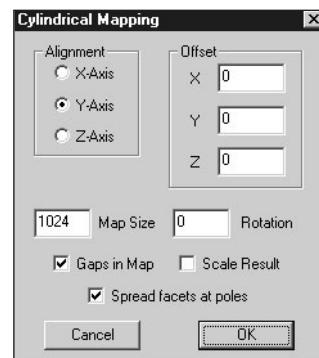 Cylindrical Mapping
Alignment
X-Axis
Y-Axis
Z-Axis
Offset
X 0
Y 0
Z 0
1024 Map Size 0 Rotation
Gaps in Map Scale Result
Spread facets at poles
Cancel OK